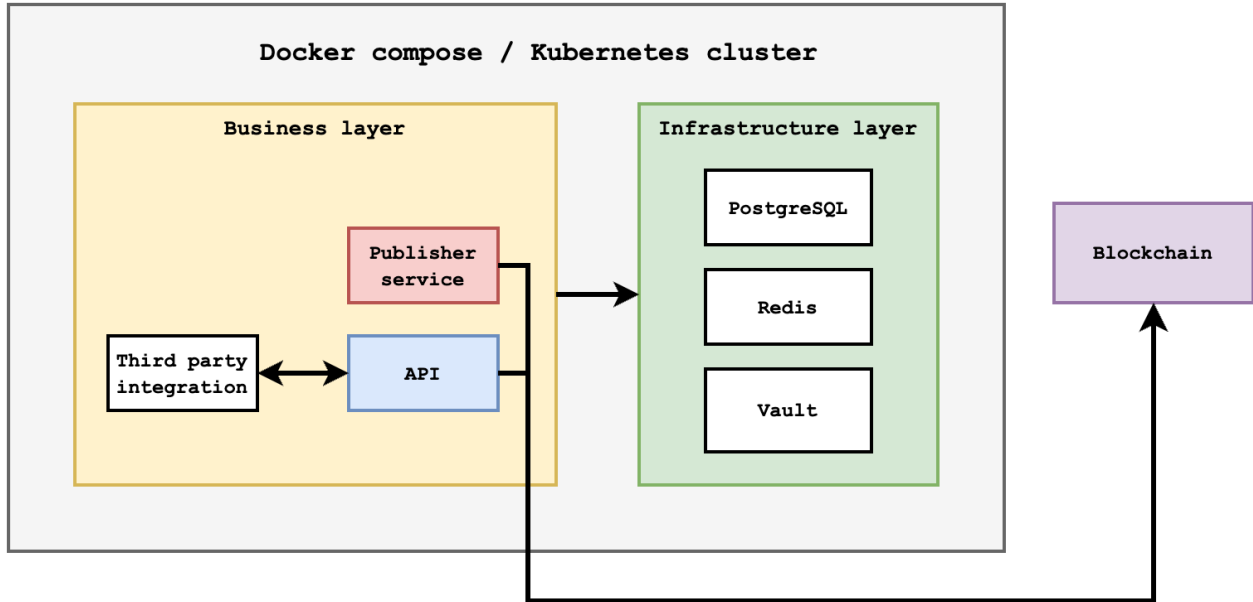 Docker compose / Kubernetes cluster
Business layer
Infrastructure layer
Publisher
service
Third party
integration
API
PostgreSQL
Redis
Vault
Blockchain